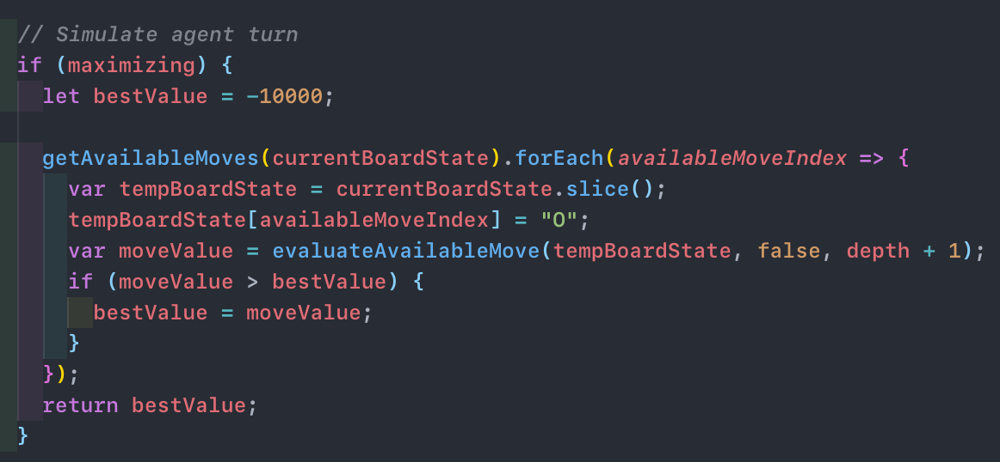 // Simulate agent turn
if (maximizing) {
let bestValue = -10000;
getAvailableMoves(currentBoardState).forEach(availableMoveIndex => {
var tempBoardState = currentBoardState.slice();
tempBoardState[availableMoveIndex] = "O";
var moveValue = evaluateAvailableMove(tempBoardState, false, depth + 1);
if (moveValue > bestValue) {
bestValue = moveValue;
}
});
return bestValue;
}